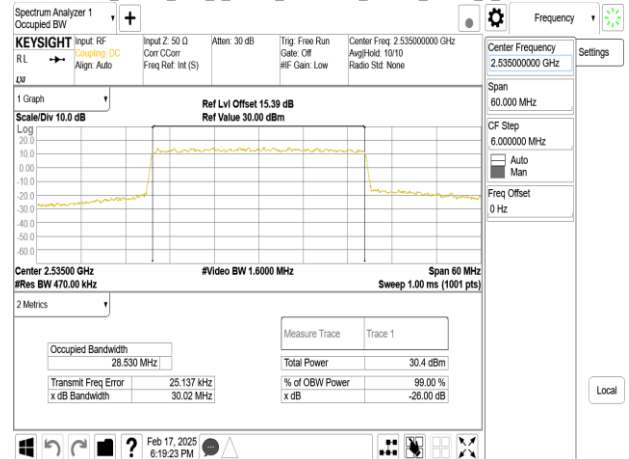 Spectrum Analyzer 1
Occupied BW
Frequency
KEYSIGHT
RL
LXI
Input: RF
Coupling: DC
Align: Auto
Input Z: 50 Ω
Corr CCorr
Freq Ref: Int (S)
Atten: 30 dB
Trig: Free Run
Gate: Off
#IF Gain: Low
Center Freq: 2.535000000 GHz
Avg|Hold: 10/10
Radio Std: None
Center Frequency
2.535000000 GHz
Settings
Span
60.000 MHz
CF Step
6.000000 MHz
Auto
Man
Freq Offset
0 Hz
Local
1 Graph
Scale/Div 10.0 dB
Ref Lvl Offset 15.39 dB
Ref Value 30.00 dBm
Log
20.0
10.0
0.00
-10.0
-20.0
-30.0
-40.0
-50.0
-60.0
Center 2.53500 GHz
#Video BW 1.6000 MHz
Span 60 MHz
#Res BW 470.00 kHz
Sweep 1.00 ms (1001 pts)
2 Metrics
Measure Trace
Trace 1
Occupied Bandwidth
28.530 MHz
Total Power
30.4 dBm
Transmit Freq Error
25.137 kHz
% of OBW Power
99.00 %
x dB Bandwidth
30.02 MHz
x dB
-26.00 dB
Feb 17, 2025
6:19:23 PM